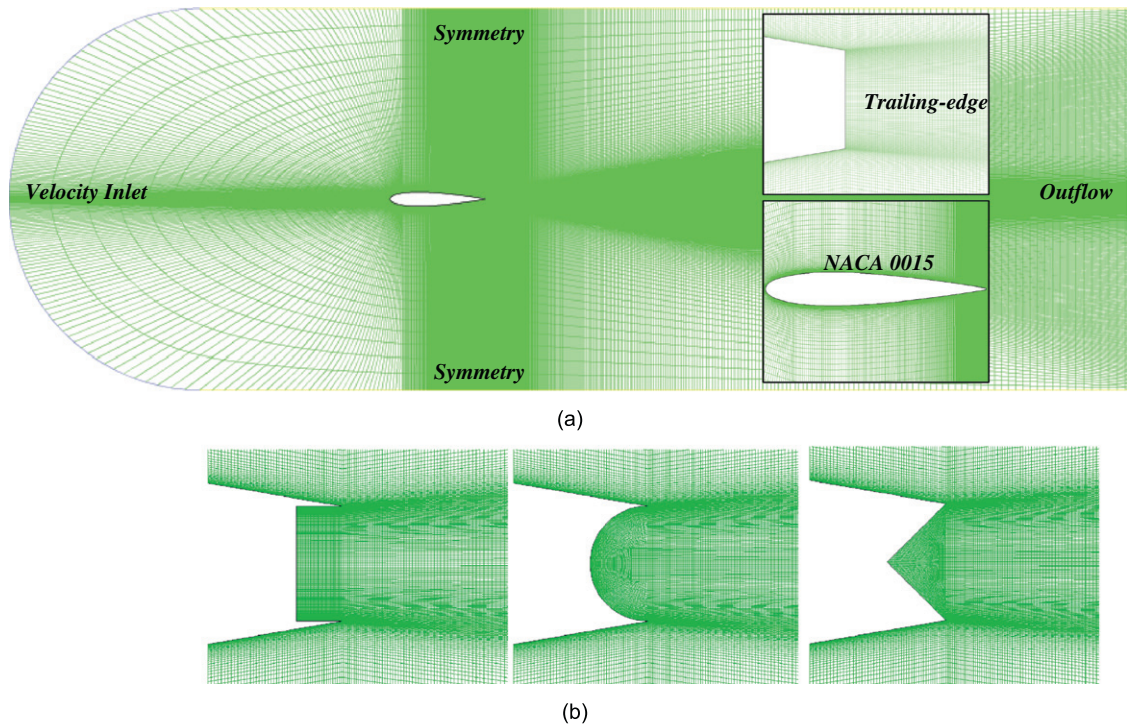 Symmetry
Trailing-edge
Velocity Inlet
Outflow
NACA 0015
Symmetry
(a)
(b)